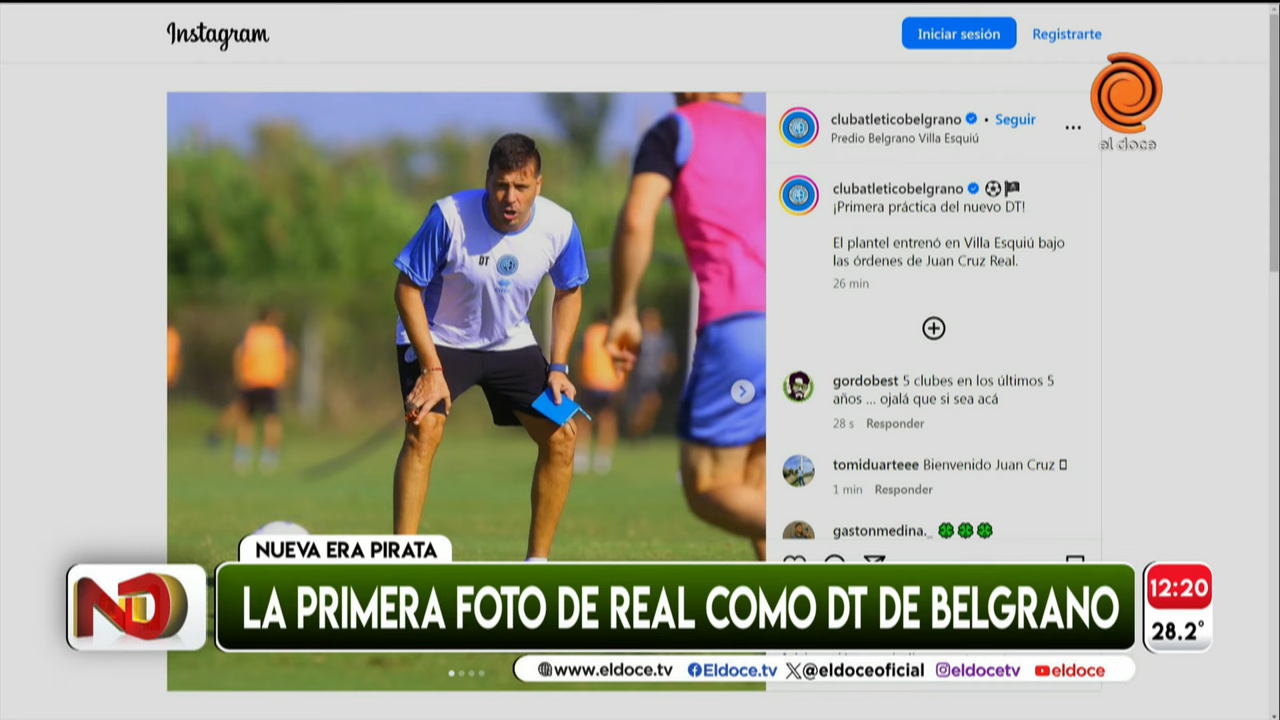 Instagram
Iniciar sesión
Registrarte
el doce
clubatleticobelgrano • Seguir
Predio Belgrano Villa Esquiú
clubatleticobelgrano ⚽🏴
¡Primera práctica del nuevo DT!
El plantel entrenó en Villa Esquiú bajo
las órdenes de Juan Cruz Real.
26 min
gordobest 5 clubes en los últimos 5
años ... ojalá que si sea acá
28 s Responder
tomiduarteee Bienvenido Juan Cruz
1 min Responder
gastonmedina._ 🍀🍀🍀
DT
NUEVA ERA PIRATA
ND
LA PRIMERA FOTO DE REAL COMO DT DE BELGRANO
12:20
28.2°
www.eldoce.tv Eldoce.tv @eldoceoficial eldocetv eldoce